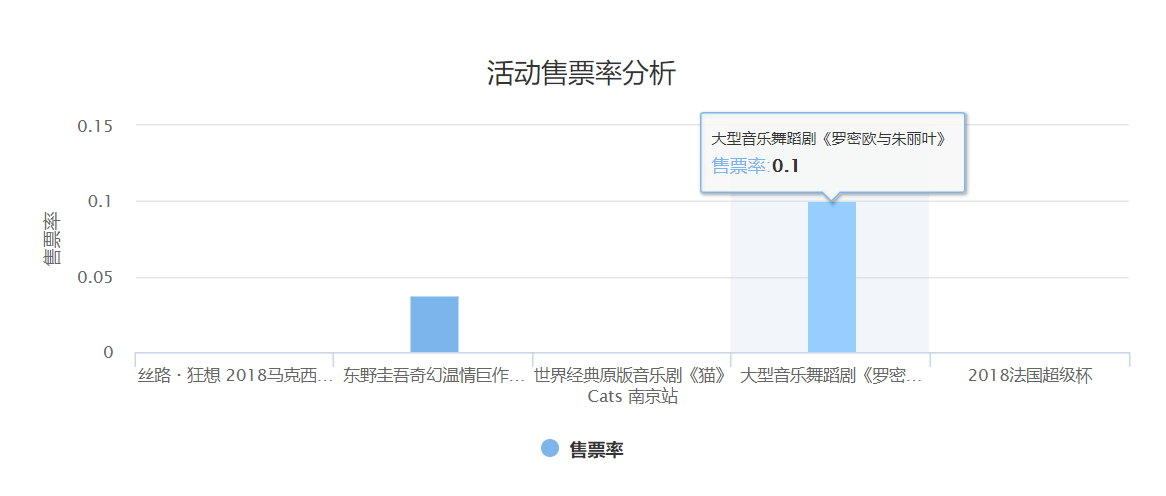 活动售票率分析
0.15
大型音乐舞蹈剧《罗密欧与朱丽叶》
售票率:0.1
0.1
售票率
0.05
0
丝路·狂想 2018马克西... 东野圭吾奇幻温情巨作... 世界经典原版音乐剧《猫》 大型音乐舞蹈剧《罗密... 2018法国超级杯
Cats 南京站
售票率